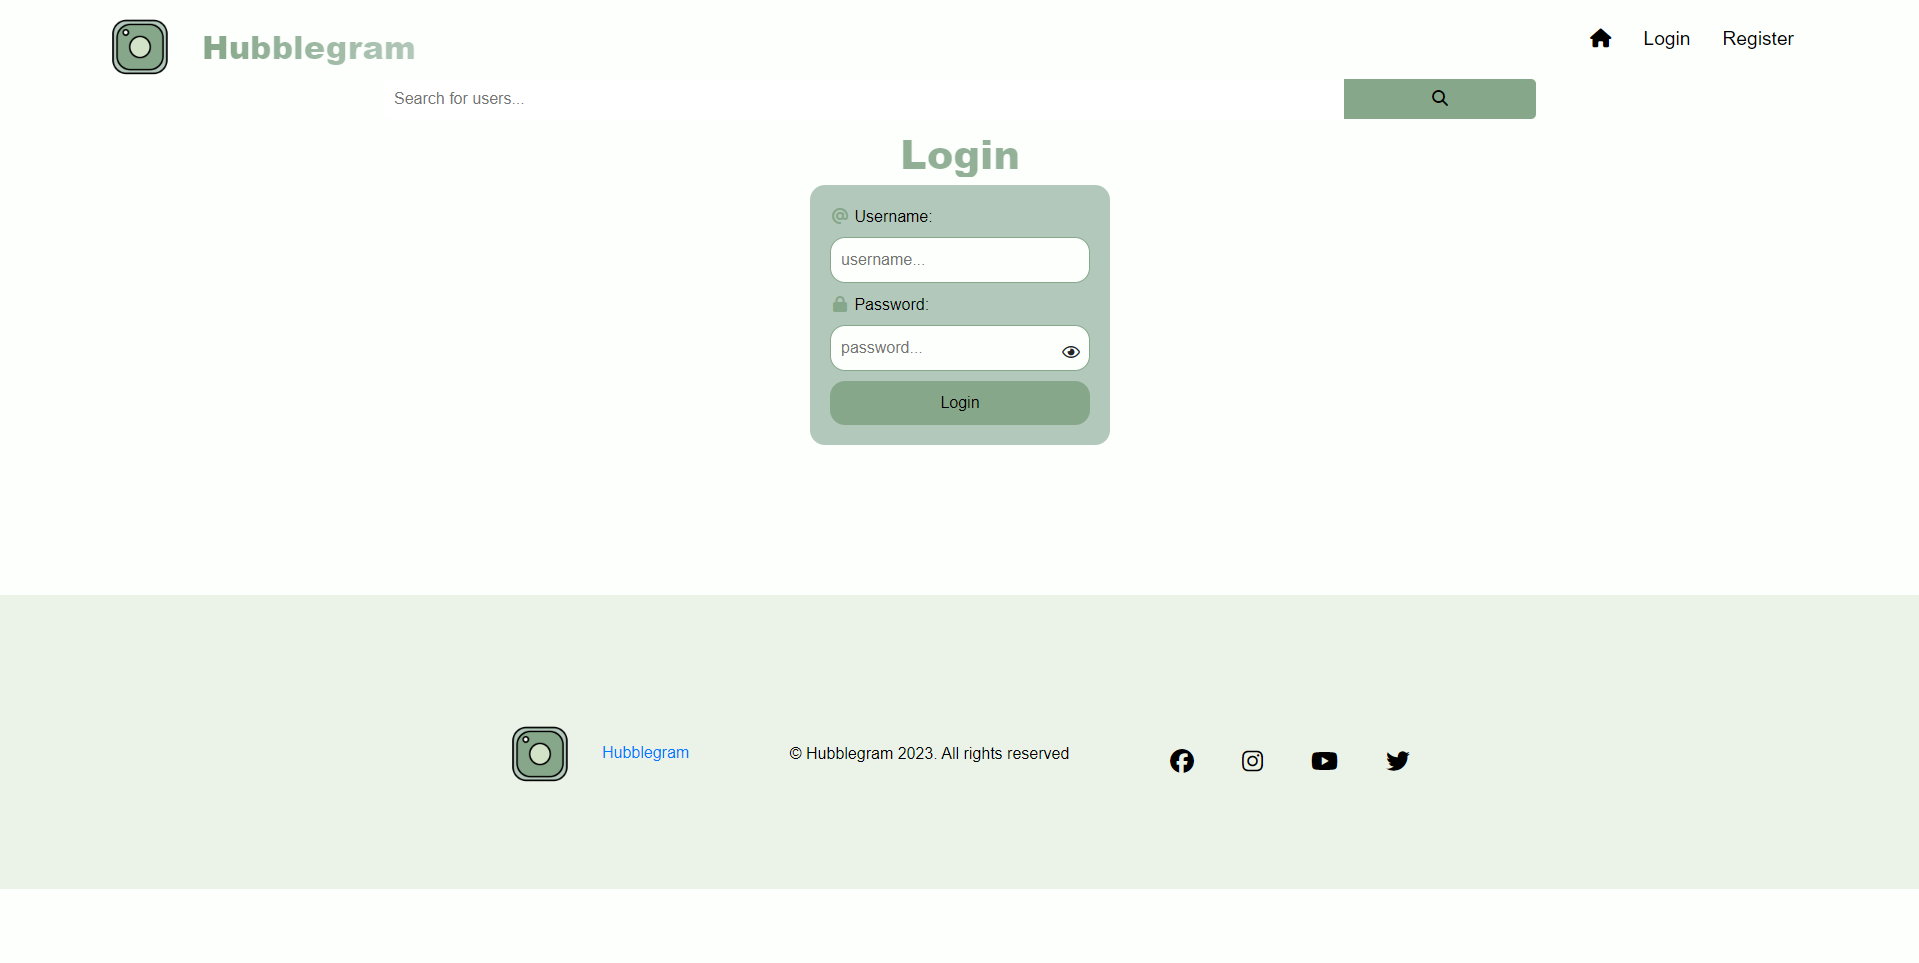 Hubblegram
Login
Register
Search for users...
Login
Username:
username...
Password:
password...
Login
Hubblegram
© Hubblegram 2023. All rights reserved